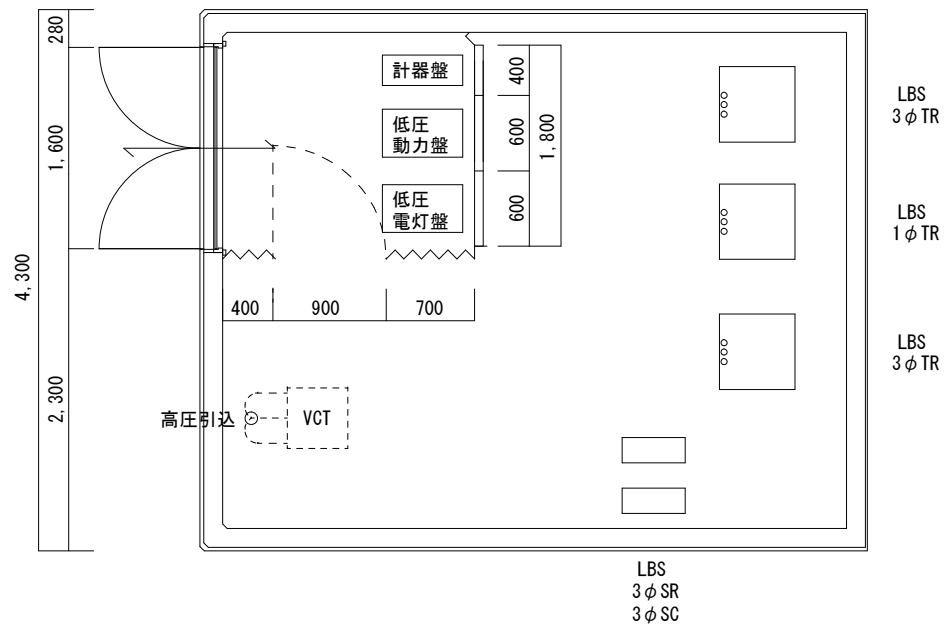 280
1,600
4,300
2,300
計器盤
低圧
動力盤
低圧
電灯盤
400
600
600
1,800
400
900
700
高圧引込
VCT
LBS
3φTR
LBS
1φTR
LBS
3φTR
LBS
3φSR
3φSC